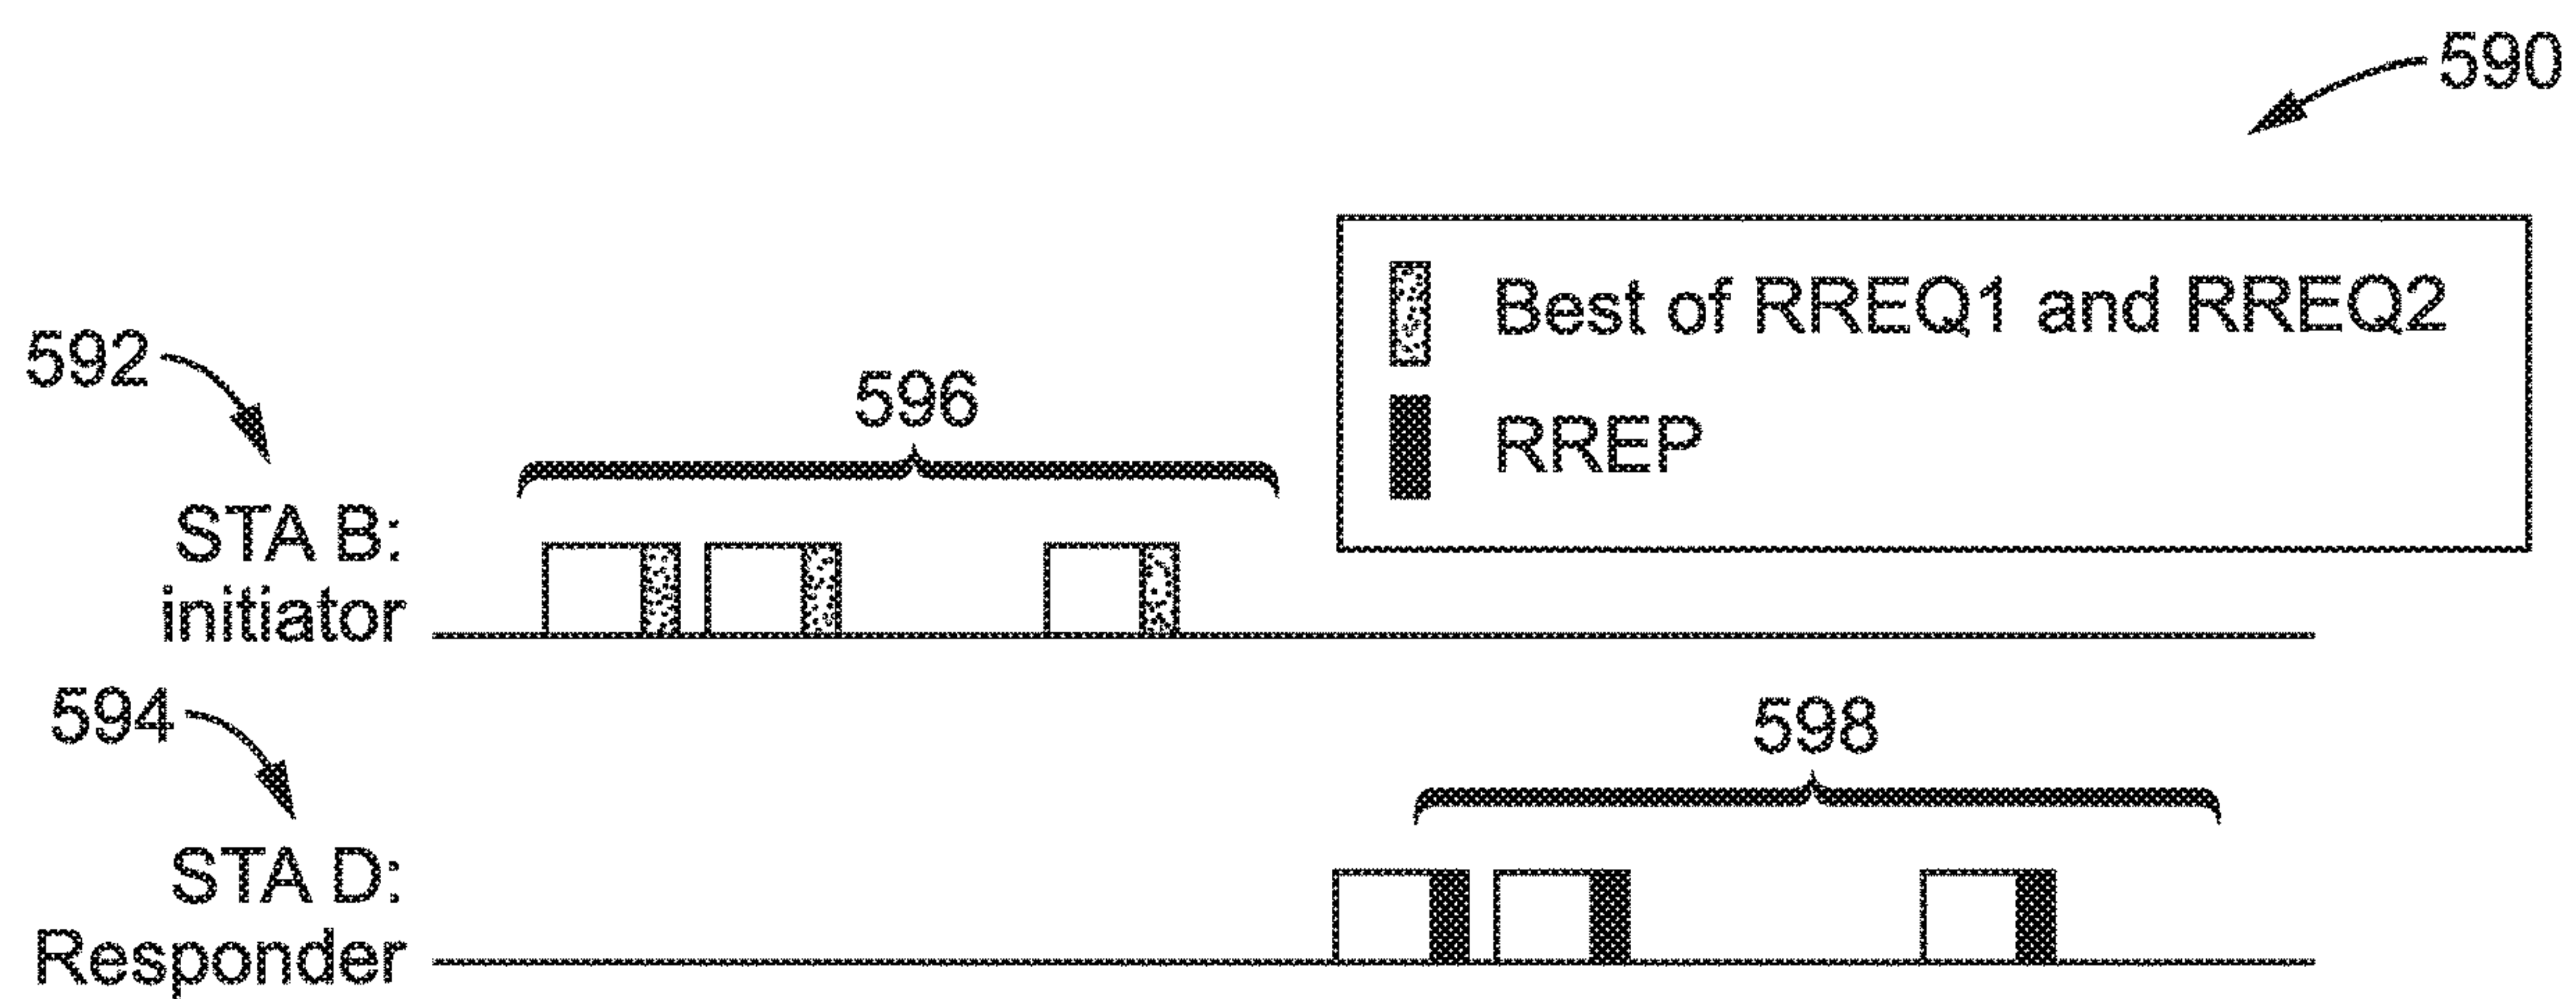 590
Best of RREQ1 and RREQ2
RREP
592
596
STA B:
initiator
594
598
STA D:
Responder